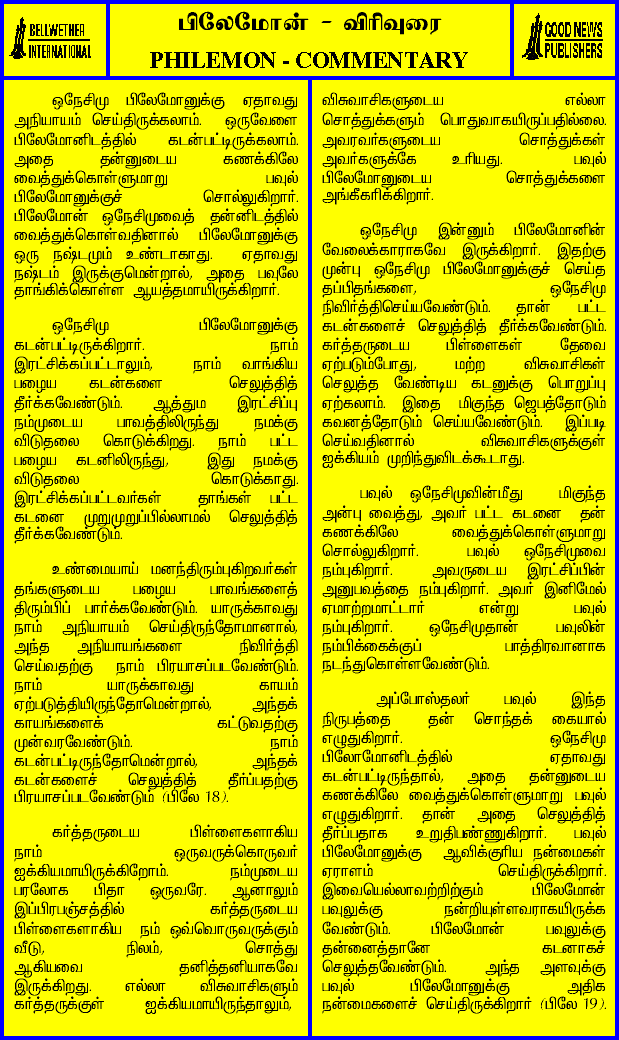 BELLWETHER
INTERNATIONAL
பிலேமோன் - விரிவுரை
PHILEMON - COMMENTARY
GOOD NEWS
PUBLISHERS
ஒநேசிமு பிலேமோனுக்கு ஏதாவது
அநியாயம் செய்திருக்கலாம். ஒருவேளை
பிலேமோனிடத்தில் கடன்பட்டிருக்கலாம்.
அதை தன்னுடைய கணக்கிலே
வைத்துக்கொள்ளுமாறு பவுல்
பிலேமோனுக்குச் சொல்லுகிறார்.
பிலேமோன் ஒநேசிமுவைத் தன்னிடத்தில்
வைத்துக்கொள்வதினால் பிலேமோனுக்கு
ஒரு நஷ்டமும் உண்டாகாது. ஏதாவது
நஷ்டம் இருக்குமென்றால், அதை பவுலே
தாங்கிக்கொள்ள ஆயத்தமாயிருக்கிறார்.
ஒநேசிமு பிலேமோனுக்கு
கடன்பட்டிருக்கிறார். நாம்
இரட்சிக்கப்பட்டாலும், நாம் வாங்கிய
பழைய கடன்களை செலுத்தித்
தீர்க்கவேண்டும். ஆத்தும இரட்சிப்பு
நம்முடைய பாவத்திலிருந்து நமக்கு
விடுதலை கொடுக்கிறது. நாம் பட்ட
பழைய கடனிலிருந்து, இது நமக்கு
விடுதலை கொடுக்காது.
இரட்சிக்கப்பட்டவர்கள் தாங்கள் பட்ட
கடனை முறுமுறுப்பில்லாமல் செலுத்தித்
தீர்க்கவேண்டும்.
உண்மையாய் மனந்திரும்புகிறவர்கள்
தங்களுடைய பழைய பாவங்களைத்
திரும்பிப் பார்க்கவேண்டும். யாருக்காவது
நாம் அநியாயம் செய்திருந்தோமானால்,
அந்த அநியாயங்களை நிவிர்த்தி
செய்வதற்கு நாம் பிரயாசப்படவேண்டும்.
நாம் யாருக்காவது காயம்
ஏற்படுத்தியிருந்தோமென்றால், அந்தக்
காயங்களைக் கட்டுவதற்கு
முன்வரவேண்டும். நாம்
கடன்பட்டிருந்தோமென்றால், அந்தக்
கடன்களைச் செலுத்தித் தீர்ப்பதற்கு
பிரயாசப்படவேண்டும் (பிலே 18).
கர்த்தருடைய பிள்ளைகளாகிய
நாம் ஒருவருக்கொருவர்
ஐக்கியமாயிருக்கிறோம். நம்முடைய
பரலோக பிதா ஒருவரே. ஆனாலும்
இப்பிரபஞ்சத்தில் கர்த்தருடைய
பிள்ளைகளாகிய நம் ஒவ்வொருவருக்கும்
வீடு, நிலம், சொத்து
ஆகியவை தனித்தனியாகவே
இருக்கிறது. எல்லா விசுவாசிகளும்
கர்த்தருக்குள் ஐக்கியமாயிருந்தாலும்,
விசுவாசிகளுடைய எல்லா
சொத்துக்களும் பொதுவாகயிருப்பதில்லை.
அவரவர்களுடைய சொத்துக்கள்
அவர்களுக்கே உரியது. பவுல்
பிலேமோனுடைய சொத்துக்களை
அங்கீகரிக்கிறார்.
ஒநேசிமு இன்னும் பிலேமோனின்
வேலைக்காராகவே இருக்கிறார். இதற்கு
முன்பு ஒநேசிமு பிலேமோனுக்குச் செய்த
தப்பிதங்களை, ஒநேசிமு
நிவிர்த்திசெய்யவேண்டும். தான் பட்ட
கடன்களைச் செலுத்தித் தீர்க்கவேண்டும்.
கர்த்தருடைய பிள்ளைகள் தேவை
ஏற்படும்போது, மற்ற விசுவாசிகள்
செலுத்த வேண்டிய கடனுக்கு பொறுப்பு
ஏற்கலாம். இதை மிகுந்த ஜெபத்தோடும்
கவனத்தோடும் செய்யவேண்டும். இப்படி
செய்வதினால் விசுவாசிகளுக்குள்
ஐக்கியம் முறிந்துவிடக்கூடாது.
பவுல் ஒநேசிமுவின்மீது மிகுந்த
அன்பு வைத்து, அவர் பட்ட கடனை தன்
கணக்கிலே வைத்துக்கொள்ளுமாறு
சொல்லுகிறார். பவுல் ஒநேசிமுவை
நம்புகிறார். அவருடைய இரட்சிப்பின்
அனுபவத்தை நம்புகிறார். அவர் இனிமேல்
ஏமாற்றமாட்டார் என்று பவுல்
நம்புகிறார். ஒநேசிமுதான் பவுலின்
நம்பிக்கைக்குப் பாத்திரவானாக
நடந்துகொள்ளவேண்டும்.
அப்போஸ்தலர் பவுல் இந்த
நிருபத்தை தன் சொந்தக் கையால்
எழுதுகிறார். ஒநேசிமு
பிலோமோனிடத்தில் ஏதாவது
கடன்பட்டிருந்தால், அதை தன்னுடைய
கணக்கிலே வைத்துக்கொள்ளுமாறு பவுல்
எழுதுகிறார். தான் அதை செலுத்தித்
தீர்ப்பதாக உறுதிபண்ணுகிறார். பவுல்
பிலேமோனுக்கு ஆவிக்குரிய நன்மைகள்
ஏராளம் செய்திருக்கிறார்.
இவையெல்லாவற்றிற்கும் பிலேமோன்
பவுலுக்கு நன்றியுள்ளவராகயிருக்க
வேண்டும். பிலேமோன் பவுலுக்கு
தன்னைத்தானே கடனாகச்
செலுத்தவேண்டும். அந்த அளவுக்கு
பவுல் பிலேமோனுக்கு அதிக
நன்மைகளைச் செய்திருக்கிறார் (பிலே 19).